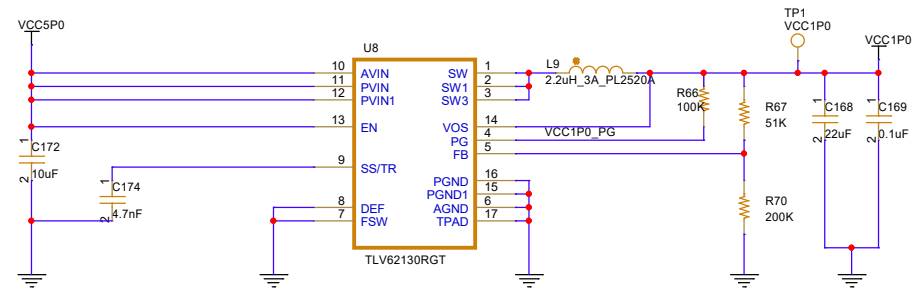 VCC5P0
TP1
VCC1P0
VCC1P0
U8
10 AVIN SW 1
11 PVIN SW1 2
12 PVIN1 SW3 3
13 EN VOS 14
PG 4
FB 5
9 SS/TR
PGND 16
PGND1 15
8 DEF AGND 6
7 FSW TPAD 17
TLV62130RGT
L9
2.2uH_3A_PL2520A
R66
100K
VCC1P0_PG
R67
51K
R70
200K
1
C168
22uF
2
1
C169
0.1uF
2
1
C172
10uF
2
1
C174
4.7nF
2